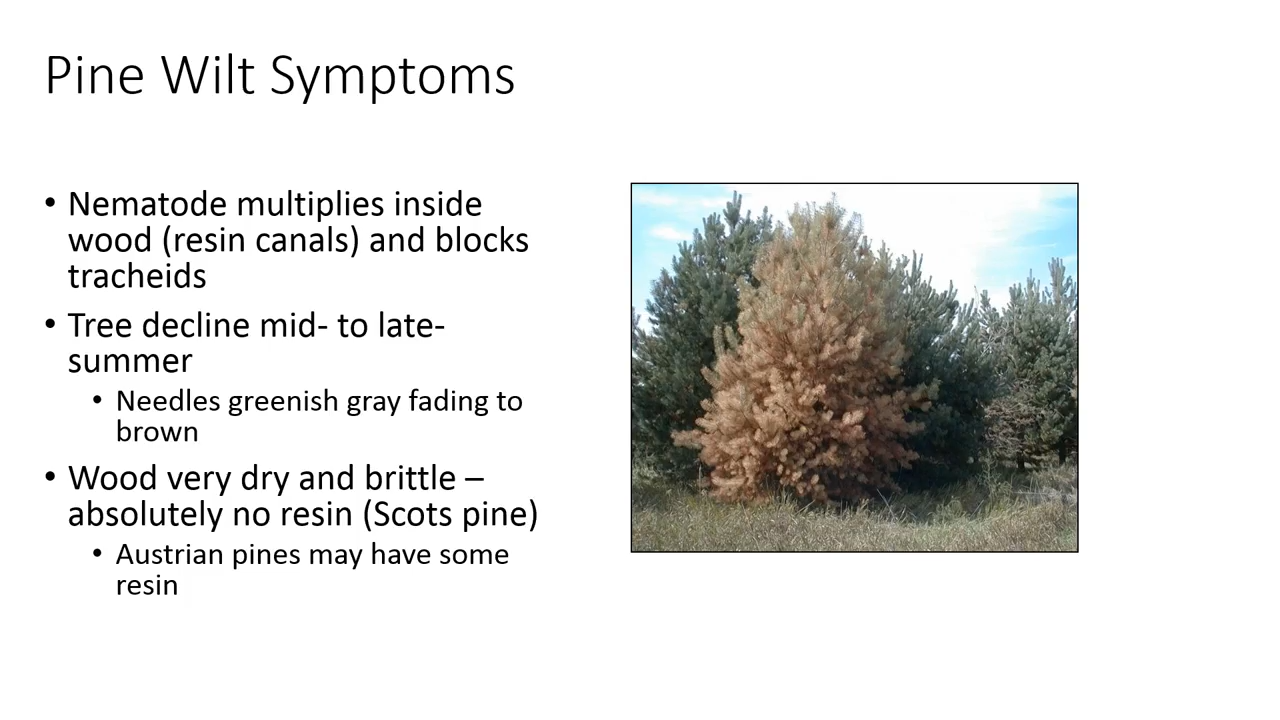 Pine Wilt Symptoms
• Nematode multiplies inside
wood (resin canals) and blocks
tracheids
• Tree decline mid- to late-
summer
• Needles greenish gray fading to
brown
• Wood very dry and brittle –
absolutely no resin (Scots pine)
• Austrian pines may have some
resin